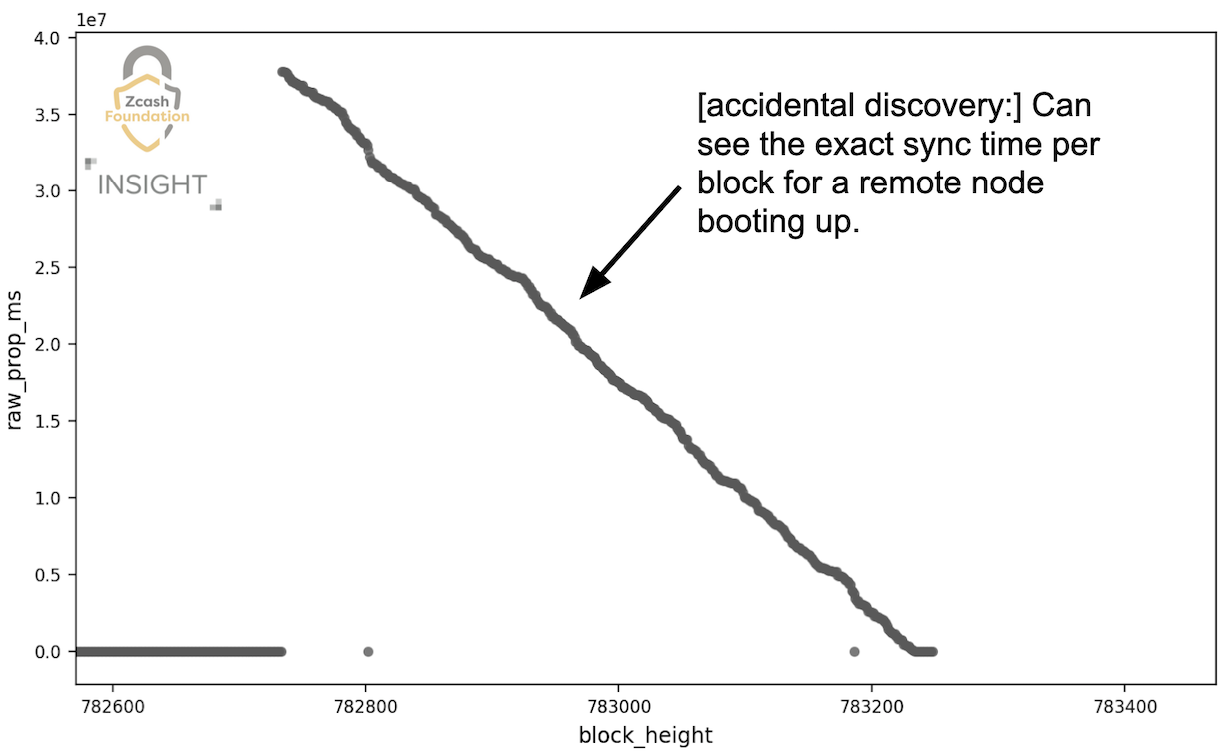 1e7
4.0
Zcash
Foundation
INSIGHT
[accidental discovery:] Can
see the exact sync time per
block for a remote node
booting up.
3.5
3.0
2.5
2.0
1.5
1.0
0.5
0.0
raw_prop_ms
782600
782800
783000
783200
783400
block_height